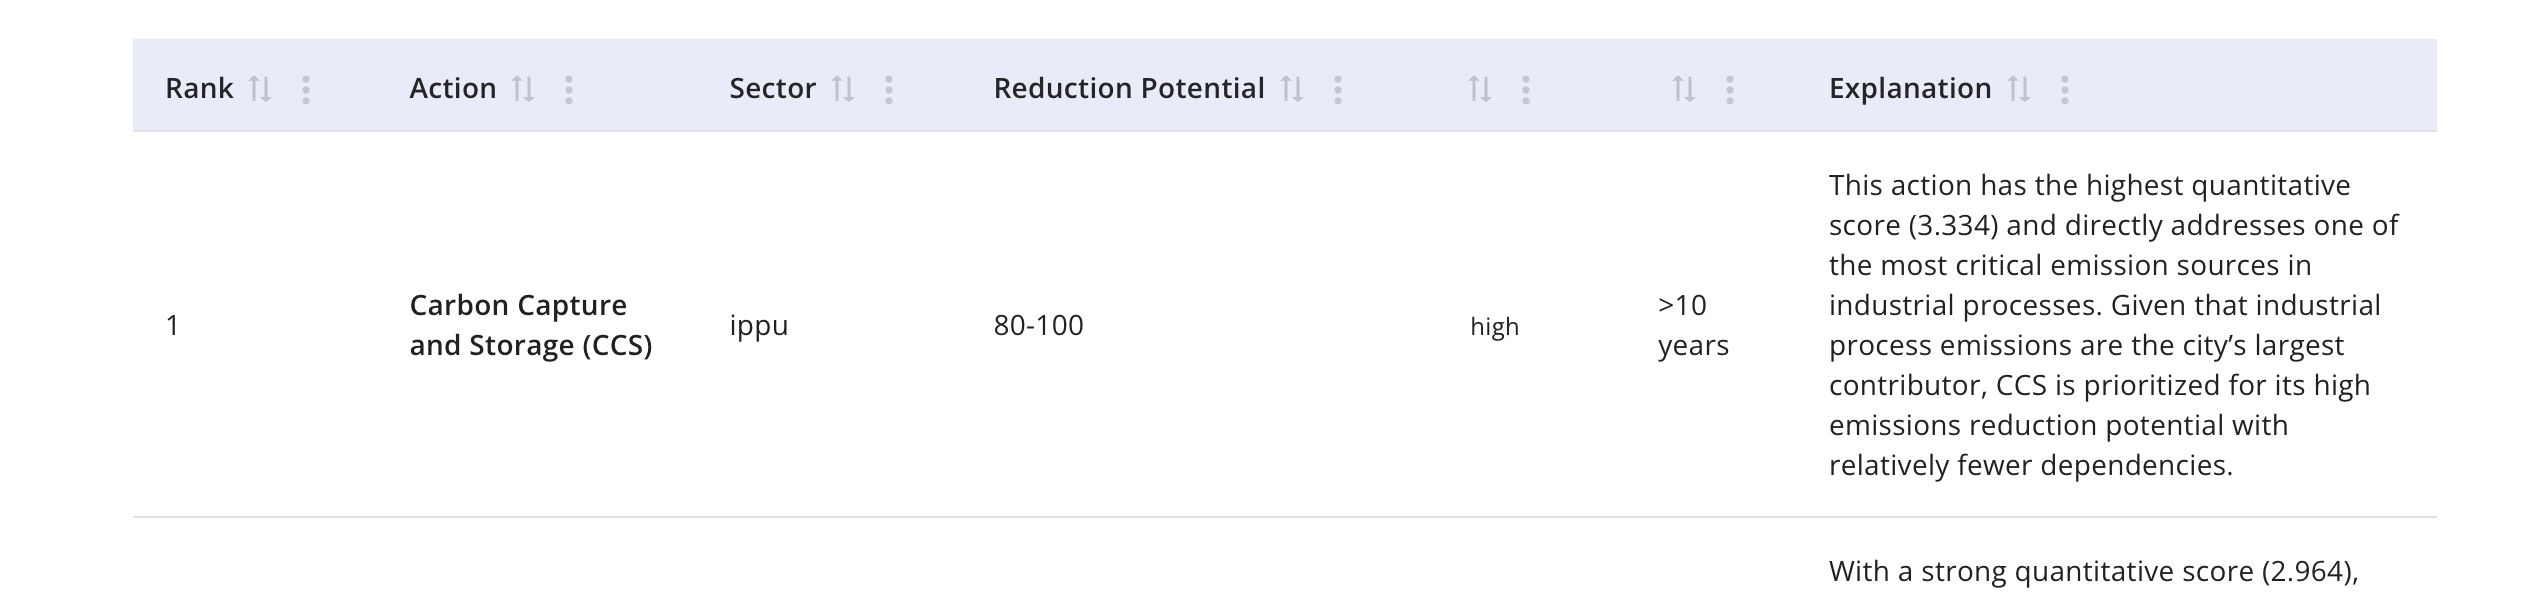 Rank Action Sector Reduction Potential Explanation
This action has the highest quantitative
score (3.334) and directly addresses one of
the most critical emission sources in
industrial processes. Given that industrial
process emissions are the city’s largest
contributor, CCS is prioritized for its high
emissions reduction potential with
relatively fewer dependencies.
1
Carbon Capture
and Storage (CCS)
ippu
80-100
high
>10
years
With a strong quantitative score (2.964),